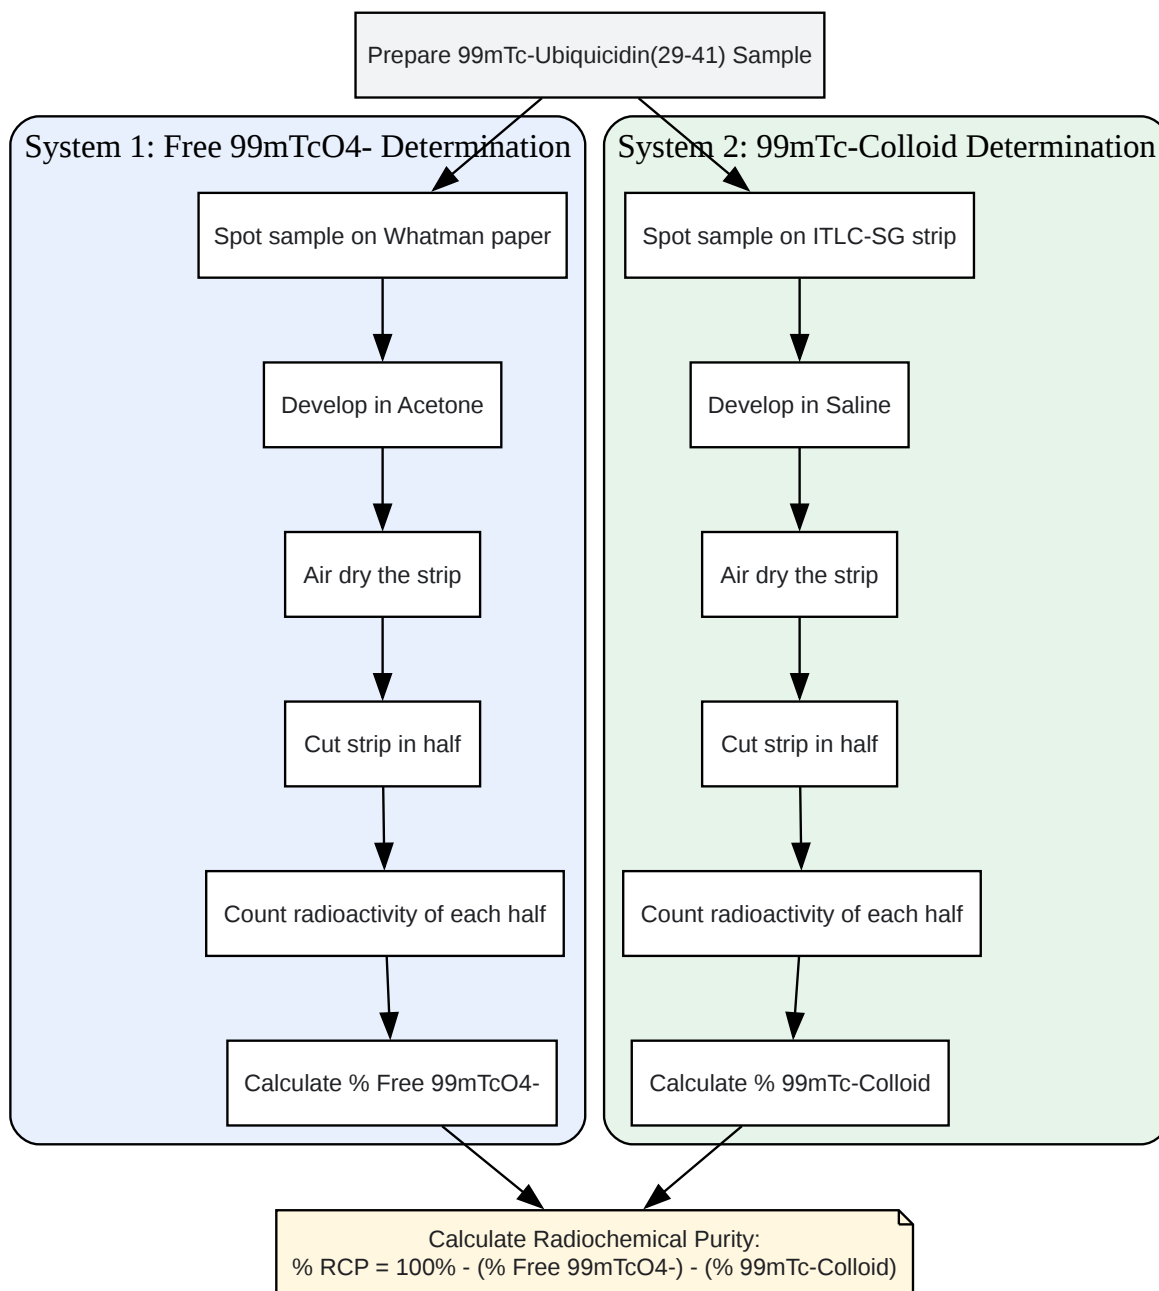 Prepare 99mTc-Ubiquicidin(29-41) Sample
System 1: Free 99mTcO4- Determination
Spot sample on Whatman paper
Develop in Acetone
Air dry the strip
Cut strip in half
Count radioactivity of each half
Calculate % Free 99mTcO4-
System 2: 99mTc-Colloid Determination
Spot sample on ITLC-SG strip
Develop in Saline
Air dry the strip
Cut strip in half
Count radioactivity of each half
Calculate % 99mTc-Colloid
Calculate Radiochemical Purity:
% RCP = 100% - (% Free 99mTcO4-) - (% 99mTc-Colloid)